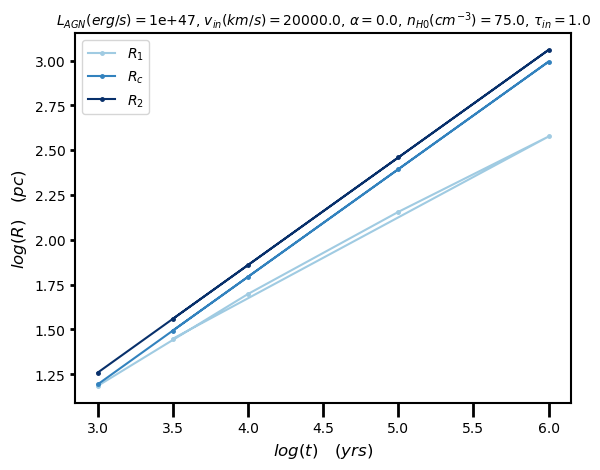 L_AGN(erg/s) = 1e+47, v_in(km/s) = 20000.0, α = 0.0, n_H0(cm⁻³) = 75.0, τ_in = 1.0
R₁
R_c
R₂
3.00
2.75
2.50
2.25
2.00
1.75
1.50
1.25
log(R) (pc)
3.0 3.5 4.0 4.5 5.0 5.5 6.0
log(t) (yrs)